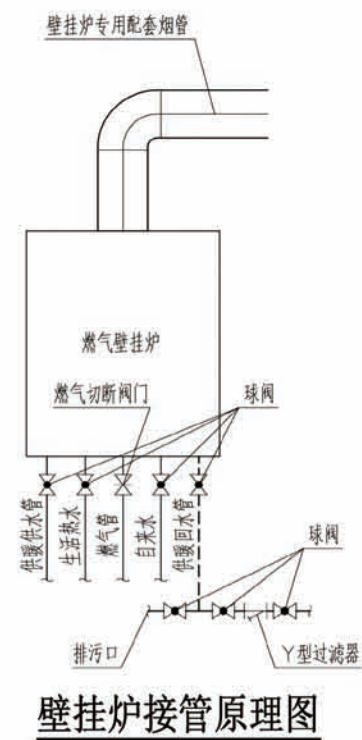 壁挂炉专用配套烟管
燃气壁挂炉
燃气切断阀门
球阀
供暖供水管
生活热水
燃气管
自来水
供暖回水管
球阀
排污口
Y型过滤器
壁挂炉接管原理图